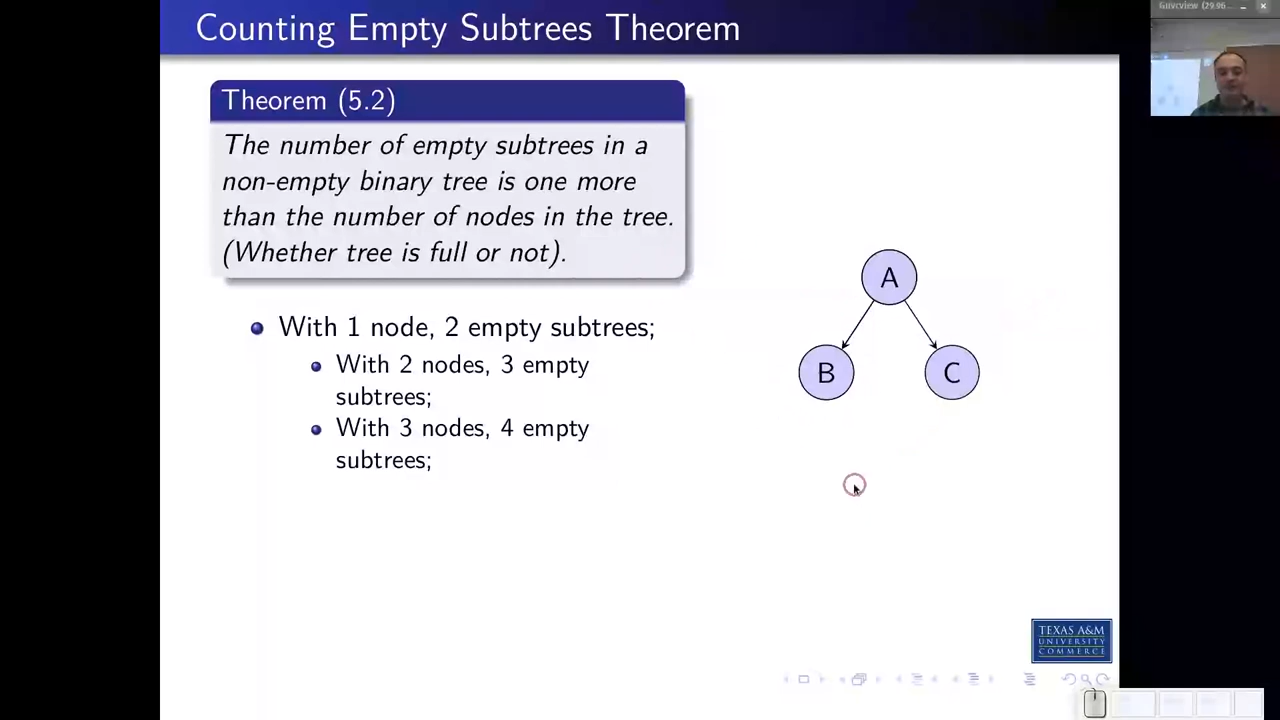 Counting Empty Subtrees Theorem
Theorem (5.2)
The number of empty subtrees in a
non-empty binary tree is one more
than the number of nodes in the tree.
(Whether tree is full or not).
With 1 node, 2 empty subtrees;
With 2 nodes, 3 empty
subtrees;
With 3 nodes, 4 empty
subtrees;
A
B C
TEXAS A&M
UNIVERSITY
COMMERCE